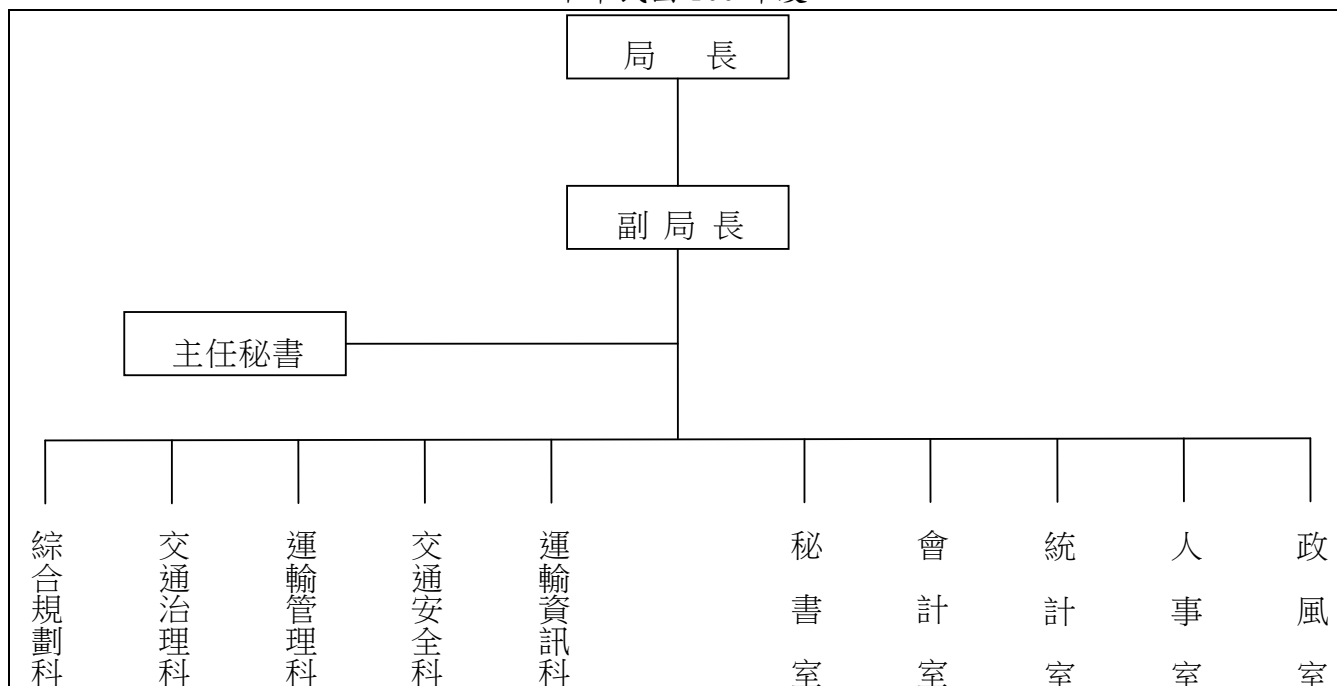 局 長
副局長
主任秘書
綜合規劃科
交通治理科
運輸管理科
交通安全科
運輸資訊科
秘書室
會計室
統計室
人事室
政風室